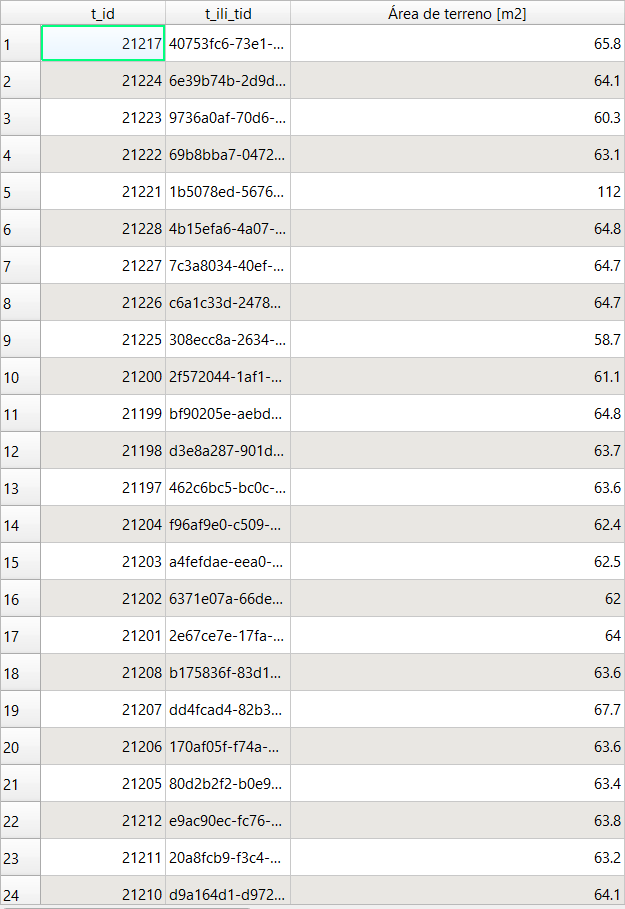 t_id t_ili_tid Área de terreno [m2]
1 21217 40753fc6-73e1-... 65.8
2 21224 6e39b74b-2d9d... 64.1
3 21223 9736a0af-70d6-... 60.3
4 21222 69b8bba7-0472... 63.1
5 21221 1b5078ed-5676... 112
6 21228 4b15efa6-4a07-... 64.8
7 21227 7c3a8034-40ef-... 64.7
8 21226 c6a1c33d-2478... 64.7
9 21225 308ecc8a-2634-... 58.7
10 21200 2f572044-1af1-... 61.1
11 21199 bf90205e-aebd... 64.8
12 21198 d3e8a287-901d... 63.7
13 21197 462c6bc5-bc0c-... 63.6
14 21204 f96af9e0-c509-... 62.4
15 21203 a4fefdae-eea0-... 62.5
16 21202 6371e07a-66de... 62
17 21201 2e67ce7e-17fa-... 64
18 21208 b175836f-83d1... 63.6
19 21207 dd4fcad4-82b3... 67.7
20 21206 170af05f-f74a-... 63.6
21 21205 80d2b2f2-b0e9... 63.4
22 21212 e9ac90ec-fc76-... 63.8
23 21211 20a8fcb9-f3c4-... 63.2
24 21210 d9a164d1-d972... 64.1